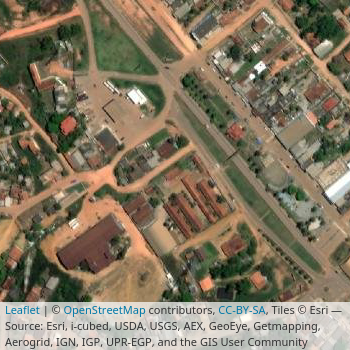 Leaflet | © OpenStreetMap contributors, CC-BY-SA, Tiles © Esri —
Source: Esri, i-cubed, USDA, USGS, AEX, GeoEye, Getmapping,
Aerogrid, IGN, IGP, UPR-EGP, and the GIS User Community